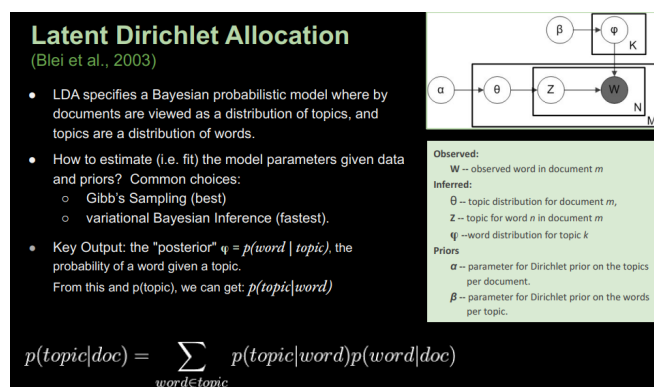 Latent Dirichlet Allocation
(Blei et al., 2003)
● LDA specifies a Bayesian probabilistic model where by
documents are viewed as a distribution of topics, and
topics are a distribution of words.
● How to estimate (i.e. fit) the model parameters given data
and priors? Common choices:
○ Gibb's Sampling (best)
○ variational Bayesian Inference (fastest).
● Key Output: the "posterior" φ = p(word | topic), the
probability of a word given a topic.
From this and p(topic), we can get: p(topic|word)
p(topic|doc) = ∑ p(topic|word)p(word|doc)
word∈topic
β φ
K
α θ Z W
N
M
Observed:
W -- observed word in document m
Inferred:
θ -- topic distribution for document m,
Z -- topic for word n in document m
φ --word distribution for topic k
Priors
α -- parameter for Dirichlet prior on the topics
per document.
β -- parameter for Dirichlet prior on the words
per topic.